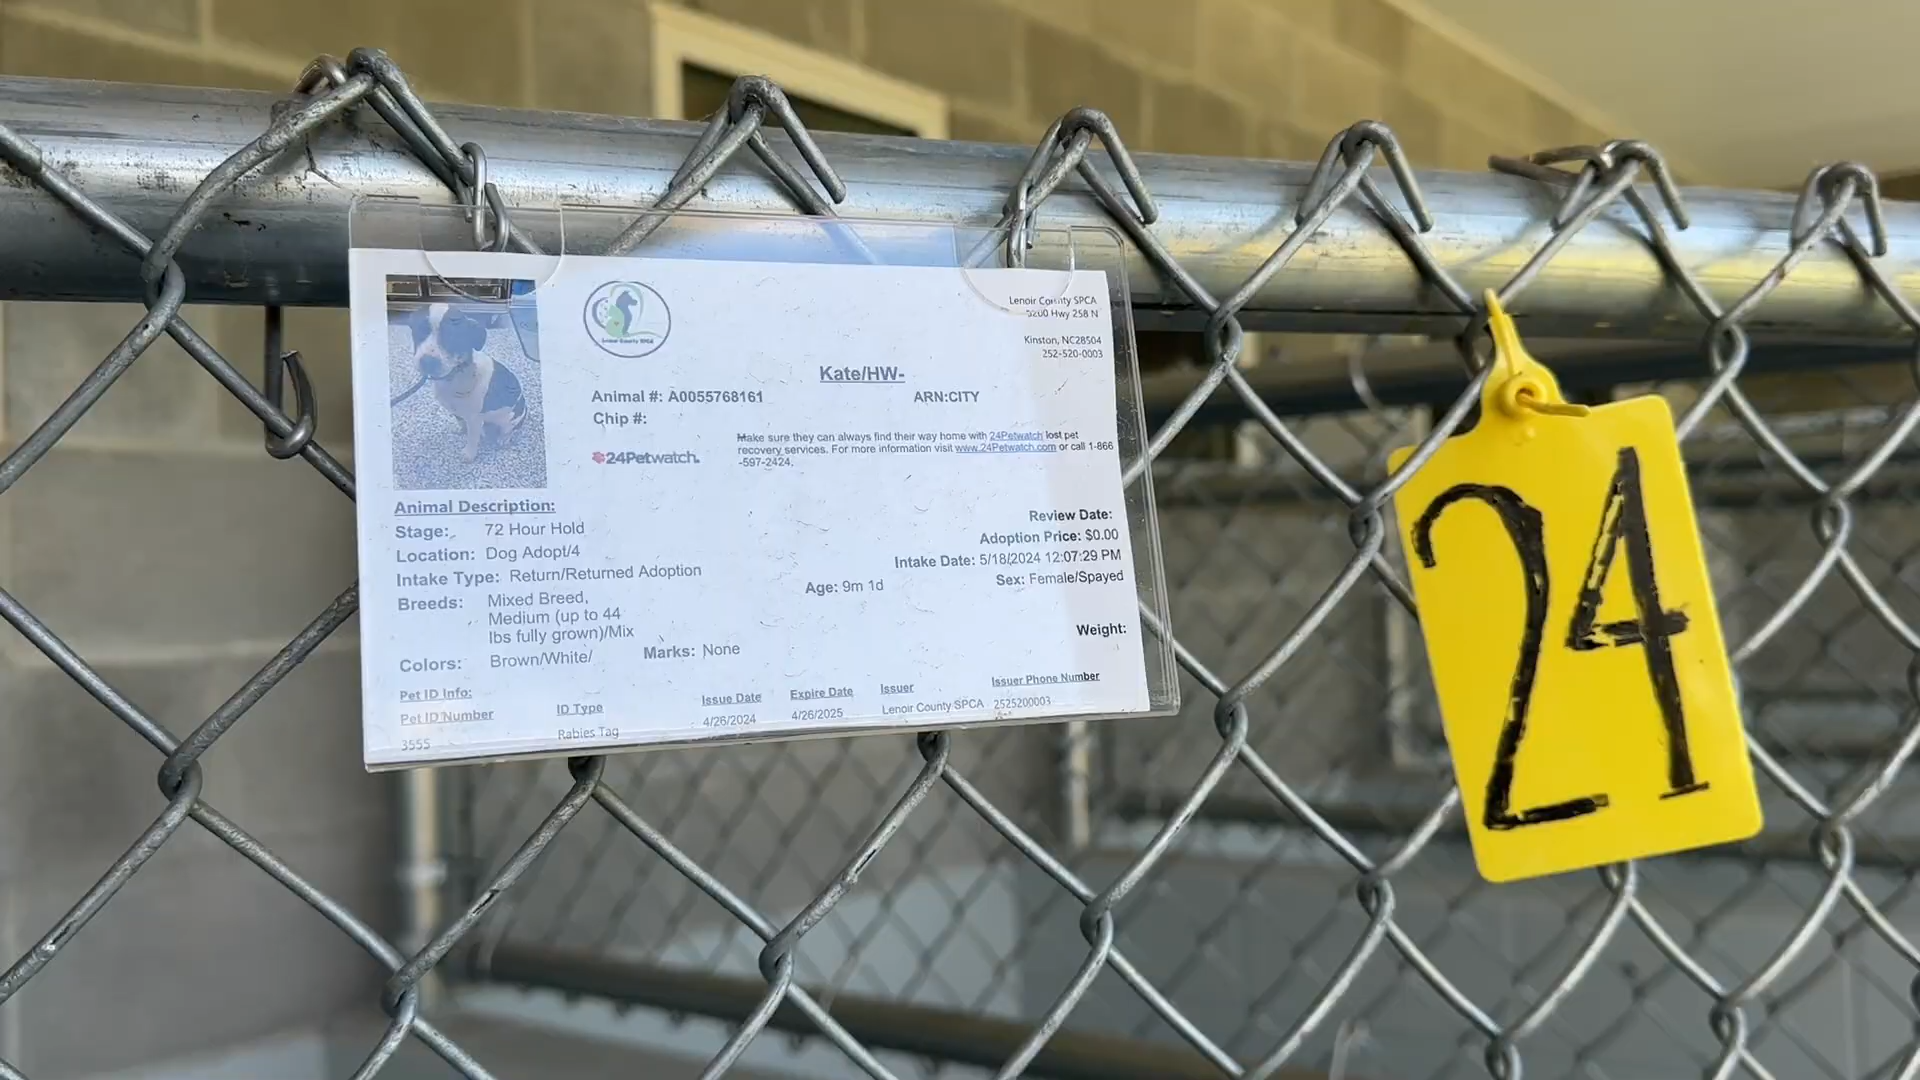 Lenoir County SPCA
Lenoir County SPCA
Hwy 258 N
Kinston, NC28504
252-520-0003
Kate/HW-
Animal #: A0055768161 ARN:CITY
Chip #:
24Petwatch.
Make sure they can always find their way home with 24Petwatch lost pet
recovery services. For more information visit www.24Petwatch.com or call 1-866
-597-2424.
Animal Description:
Review Date:
Stage: 72 Hour Hold
Adoption Price: $0.00
Location: Dog Adopt/4
Intake Date: 5/18/2024 12:07:29 PM
Intake Type: Return/Returned Adoption
Age: 9m 1d Sex: Female/Spayed
Breeds: Mixed Breed,
Medium (up to 44
lbs fully grown)/Mix
Weight:
Colors: Brown/White/ Marks: None
Pet ID Info:
Pet ID Number ID Type Issue Date Expire Date Issuer Issuer Phone Number
3555 Rabies Tag 4/26/2024 4/26/2025 Lenoir County SPCA 2525200003
24